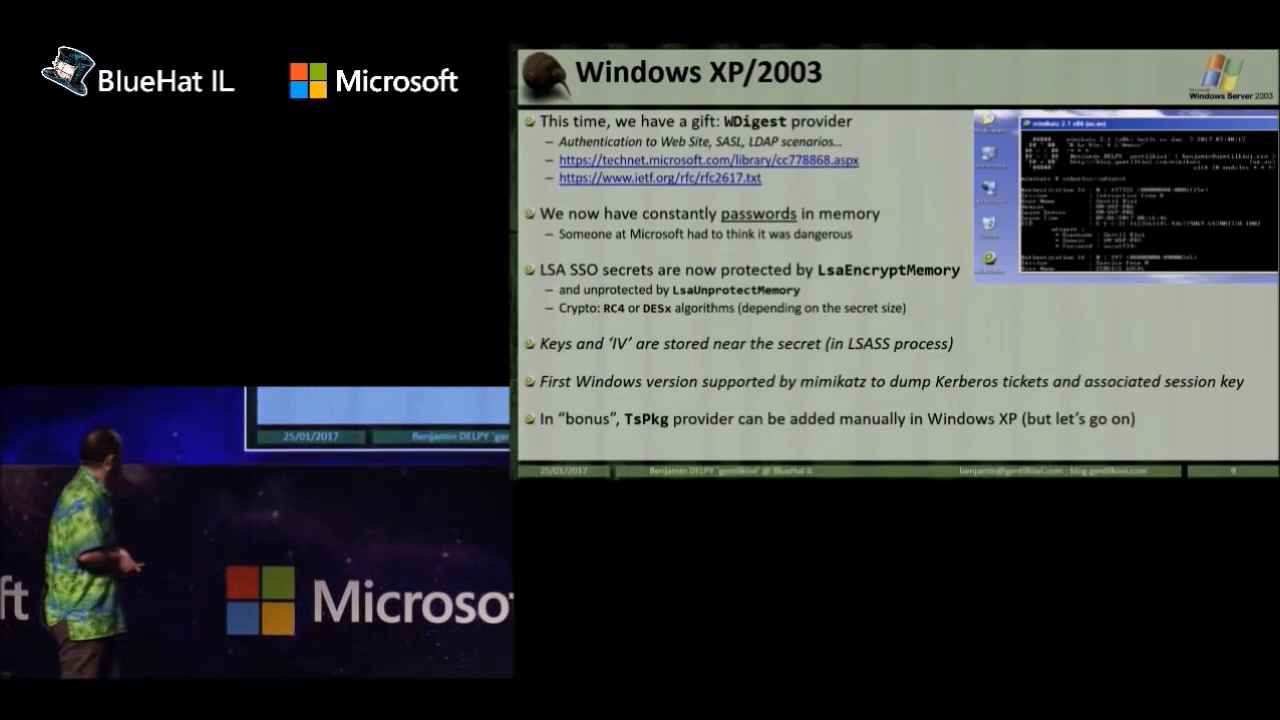 BlueHat IL
Microsoft
Windows XP/2003
Windows Server 2003
This time, we have a gift: WDigest provider
– Authentication to Web Site, SASL, LDAP scenarios...
– https://technet.microsoft.com/library/cc778868.aspx
– https://www.ietf.org/rfc/rfc2617.txt
We now have constantly passwords in memory
– Someone at Microsoft had to think it was dangerous
LSA SSO secrets are now protected by LsaEncryptMemory
– and unprotected by LsaUnprotectMemory
– Crypto: RC4 or DESx algorithms (depending on the secret size)
Keys and ‘IV’ are stored near the secret (in LSASS process)
First Windows version supported by mimikatz to dump Kerberos tickets and associated session key
In “bonus”, TsPkg provider can be added manually in Windows XP (but let’s go on)
25/01/2017 Benjamin DELPY `gentilkiwi` @ BlueHat IL benjamin@gentilkiwi.com ; blog.gentilkiwi.com 9
25/01/2017 Benjamin DELPY `ge
ft
Microso